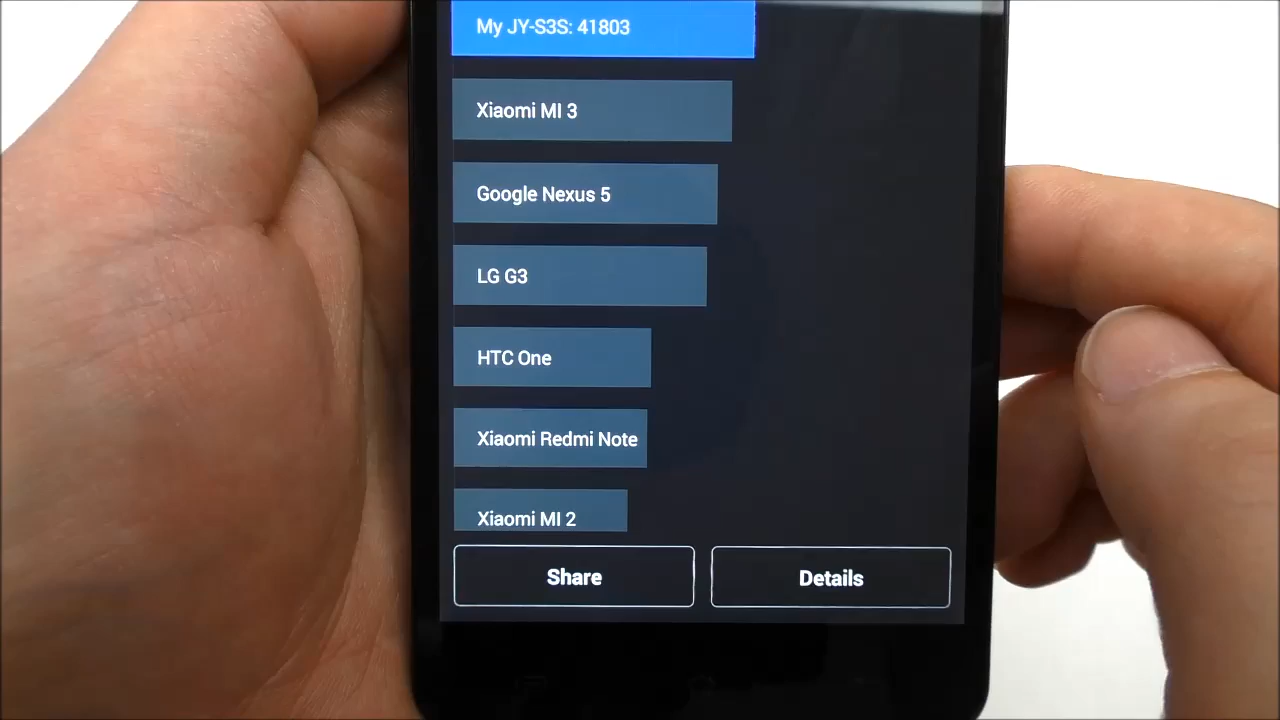 My JY-S3S: 41803
Xiaomi MI 3
Google Nexus 5
LG G3
HTC One
Xiaomi Redmi Note
Xiaomi MI 2
Share
Details